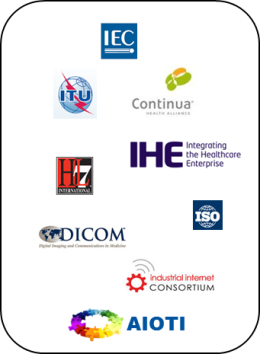 IEC
ITU
Continua
HEALTH ALLIANCE
IHE
Integrating
the Healthcare
Enterprise
HL7
INTERNATIONAL
ISO
DICOM
Digital Imaging and Communications in Medicine
industrial internet
CONSORTIUM
AIOTI